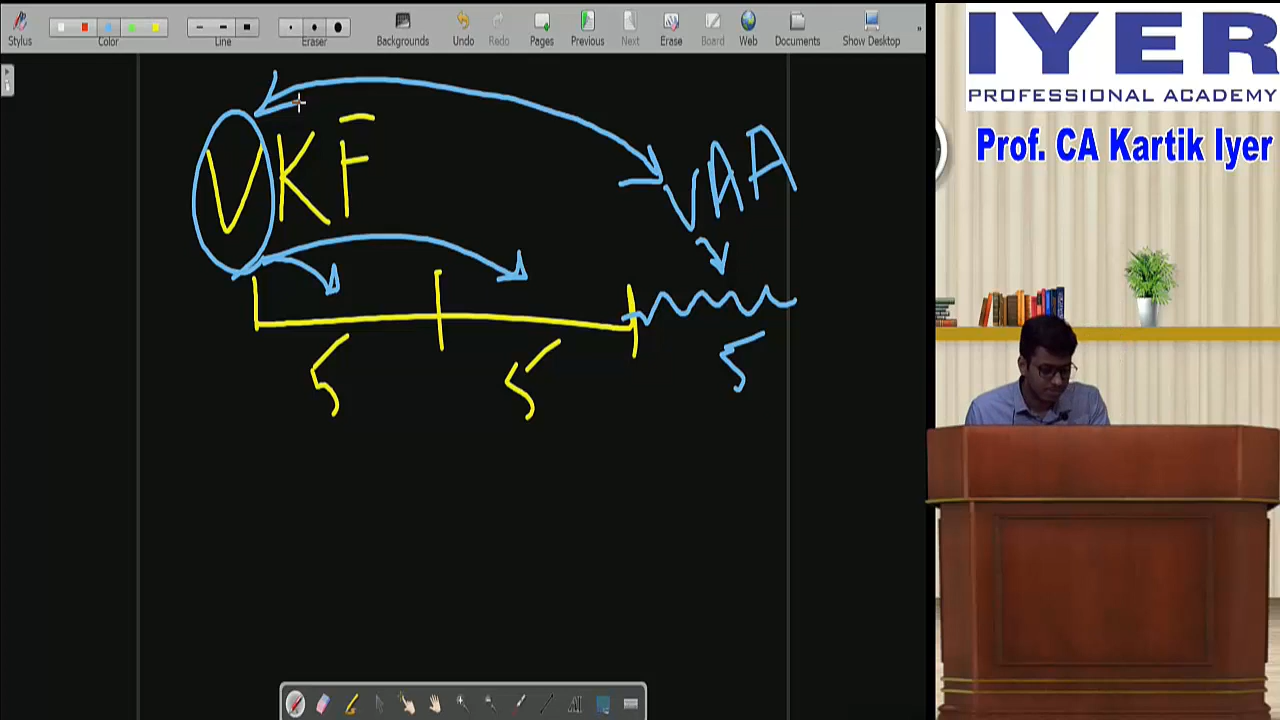 Stylus
Color
Line
Eraser
Backgrounds
Undo
Redo
Pages
Previous
Next
Erase
Board
Web
Documents
Show Desktop
IYER
PROFESSIONAL ACADEMY
Prof. CA Kartik Iyer
VKF
VAA
5
5
5
AI